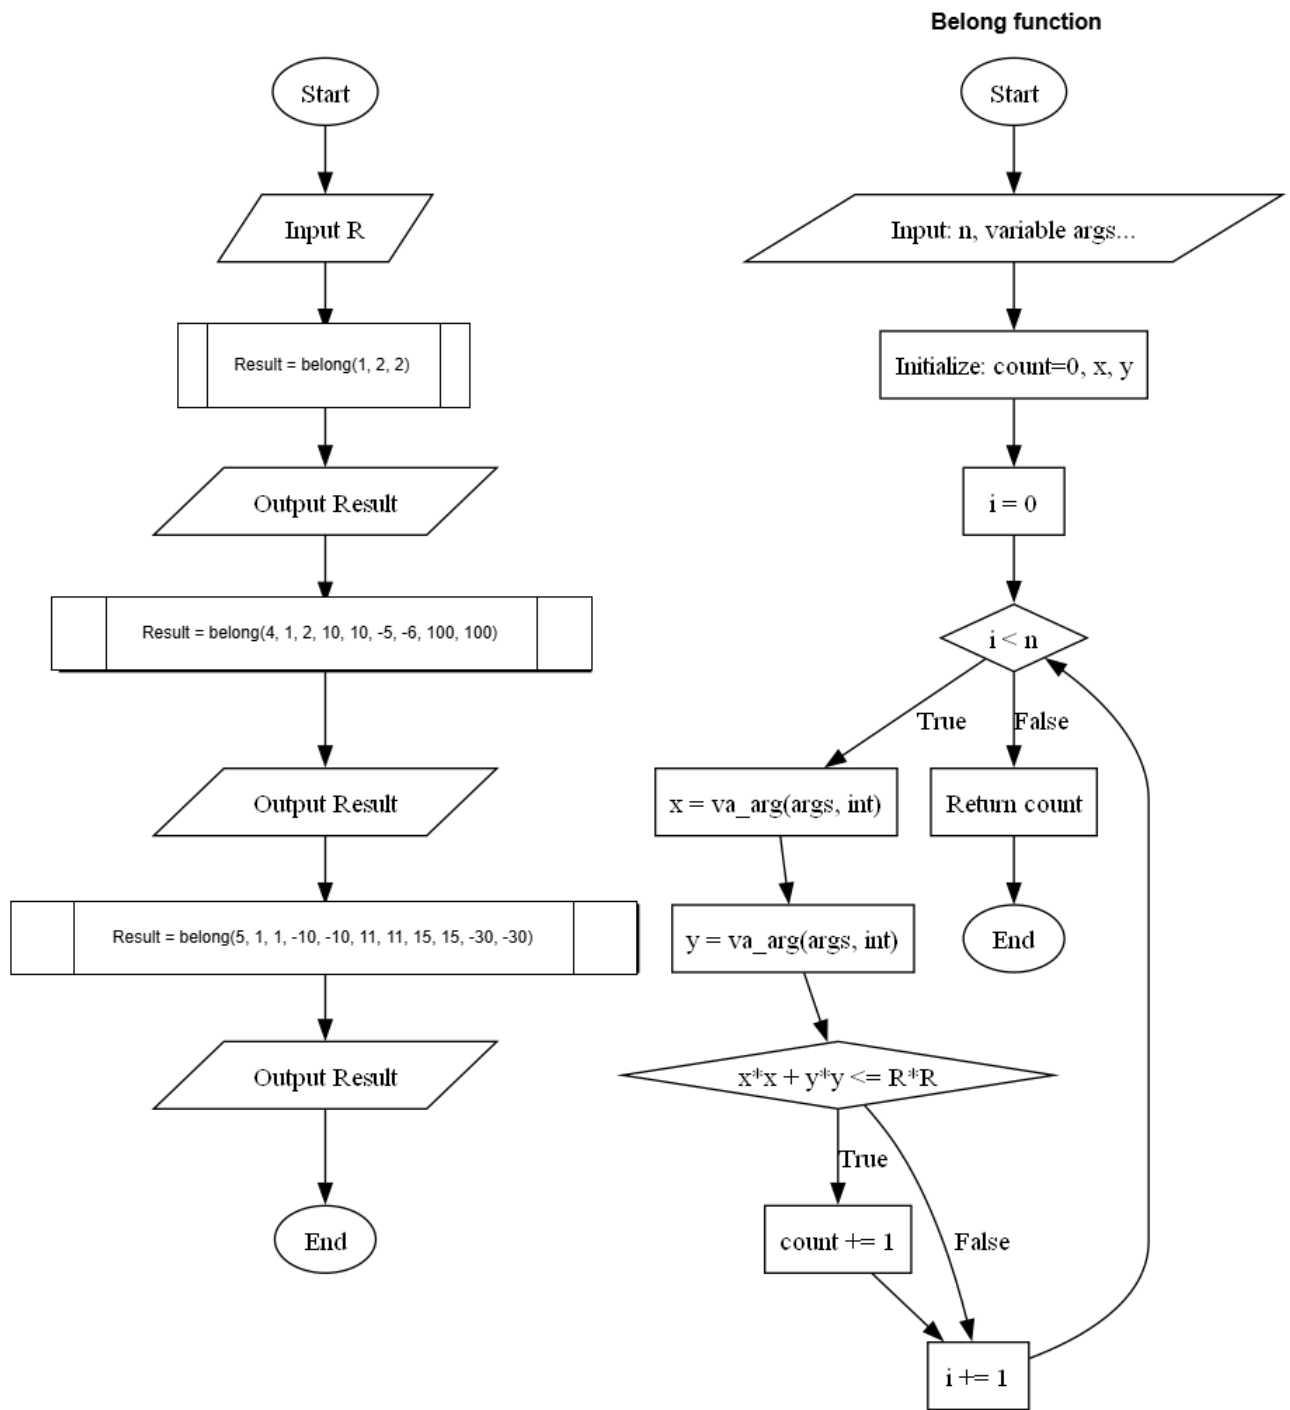 Start
Input R
Result = belong(1, 2, 2)
Output Result
Result = belong(4, 1, 2, 10, 10, -5, -6, 100, 100)
Output Result
Result = belong(5, 1, 1, -10, -10, 11, 11, 15, 15, -30, -30)
Output Result
End
Belong function
Start
Input: n, variable args...
Initialize: count=0, x, y
i = 0
i < n
True
False
x = va_arg(args, int)
Return count
y = va_arg(args, int)
End
x*x + y*y <= R*R
True
count += 1
False
i += 1